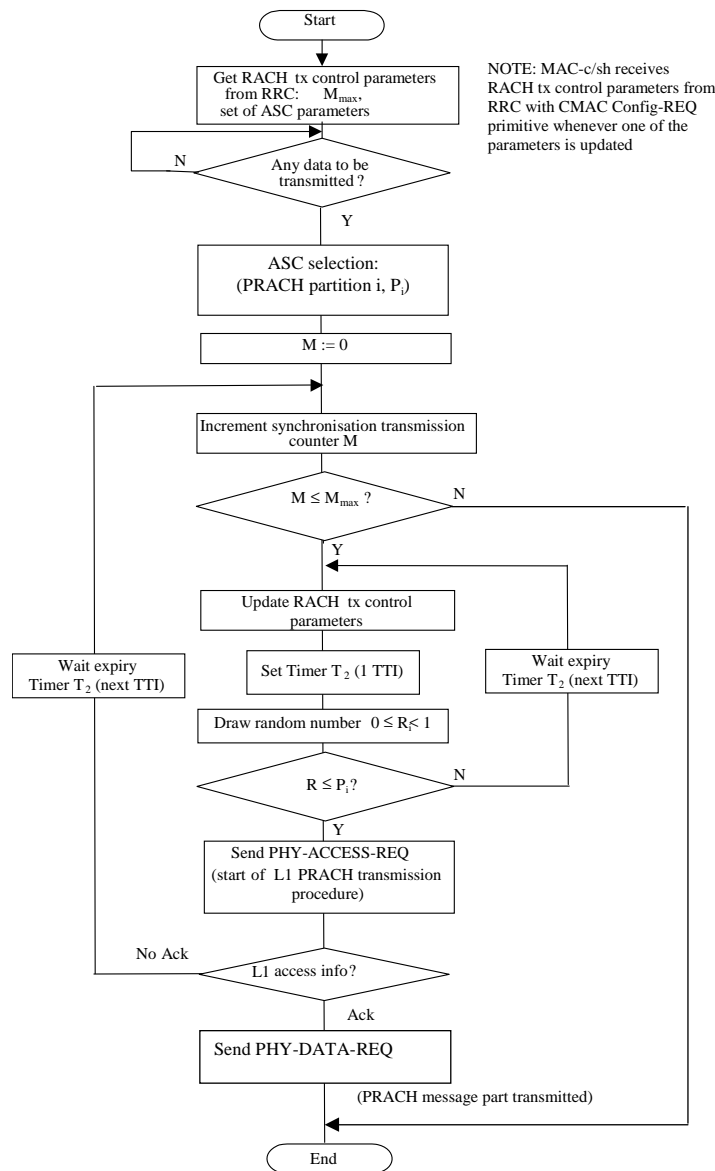 Start
Get RACH tx control parameters
from RRC: Mmax,
set of ASC parameters
NOTE: MAC-c/sh receives
RACH tx control parameters from
RRC with CMAC Config-REQ
primitive whenever one of the
parameters is updated
N
Any data to be
transmitted ?
Y
ASC selection:
(PRACH partition i, Pi)
M := 0
Increment synchronisation transmission
counter M
M ≤ Mmax ?
N
Y
Update RACH tx control
parameters
Wait expiry
Timer T2 (next TTI)
Set Timer T2 (1 TTI)
Wait expiry
Timer T2 (next TTI)
Draw random number 0 ≤ Ri< 1
R ≤ Pi?
N
Y
Send PHY-ACCESS-REQ
(start of L1 PRACH transmission
procedure)
No Ack
L1 access info?
Ack
Send PHY-DATA-REQ
(PRACH message part transmitted)
End